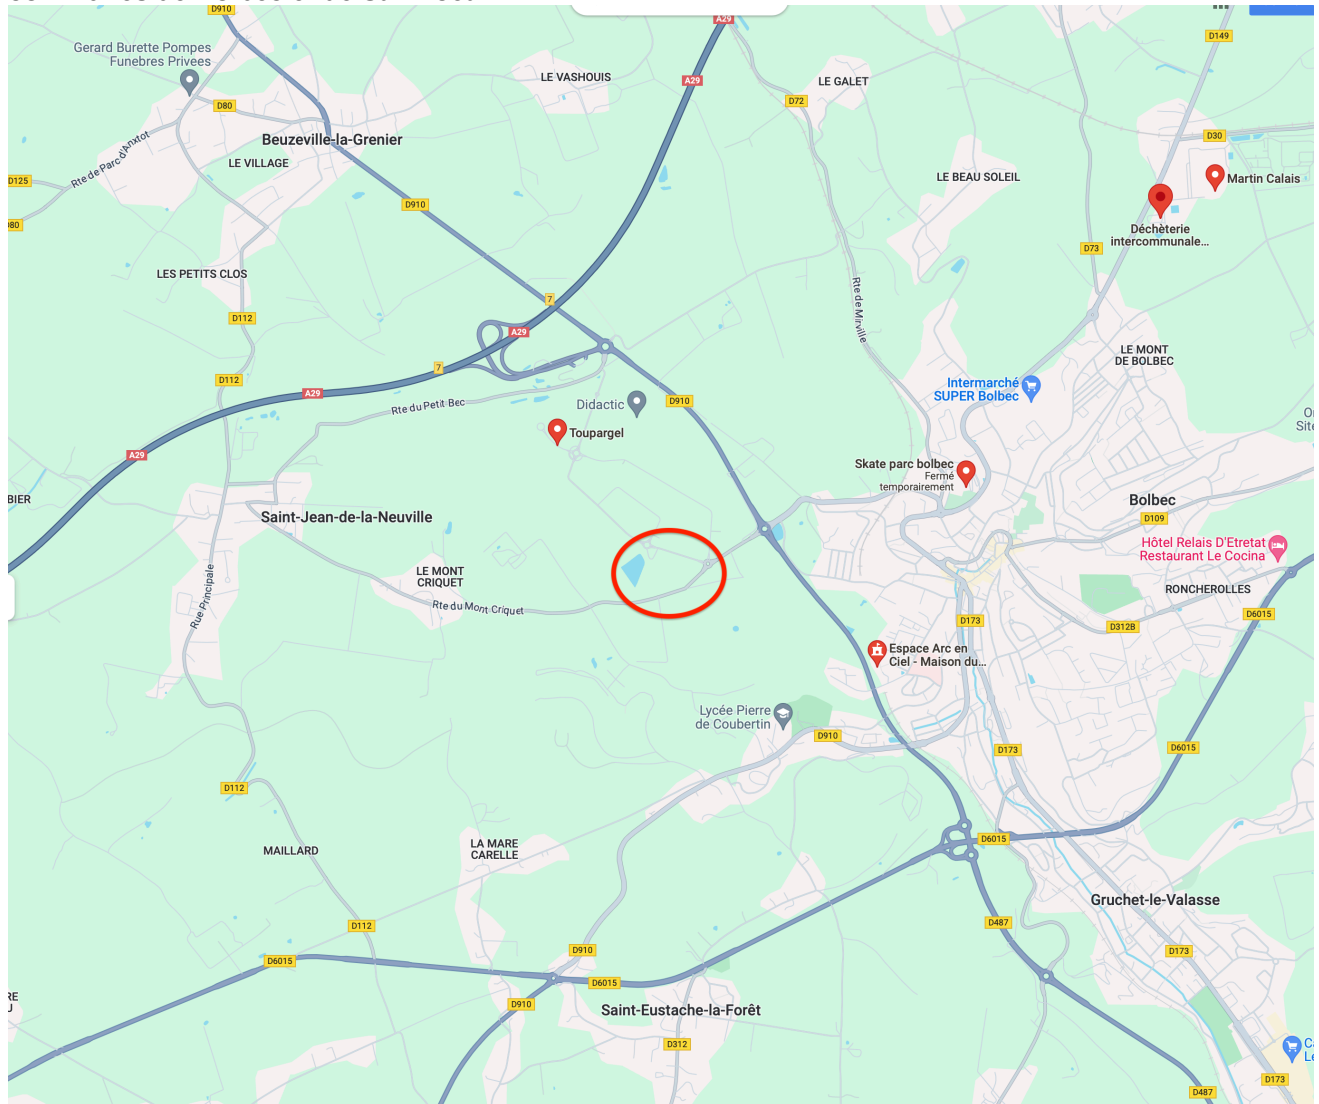 D910
A29
D149
Gerard Burette Pompes
Funebres Privees
LE VASHOUIS
A29
LE GALET
D80
D72
Rte de Parc d'Anxtot
Beuzeville-la-Grenier
D30
LE VILLAGE
D125
LE BEAU SOLEIL
Martin Calais
D910
D80
Déchèterie
intercommunale...
D73
LES PETITS CLOS
Rte de Mirville
7
D112
A29
LE MONT
DE BOLBEC
7
D112
Intermarché
SUPER Bolbec
A29
Rte du Petit Bec
Didactic
D910
Toupargel
A29
Skate parc bolbec
Fermé
temporairement
BIER
Bolbec
Saint-Jean-de-la-Neuville
D109
Hôtel Relais D'Etretat
Restaurant Le Cocina
LE MONT
CRIQUET
Rue Principale
Rte du Mont Criquet
RONCHEROLLES
D6015
D173
D312B
Espace Arc en
Ciel - Maison du...
Lycée Pierre
de Coubertin
D910
D173
D6015
D112
D6015
MAILLARD
LA MARE
CARELLE
Gruchet-le-Valasse
D112
D487
D910
D173
D6015
D6015
D910
Saint-Eustache-la-Forêt
D312
D173
D487